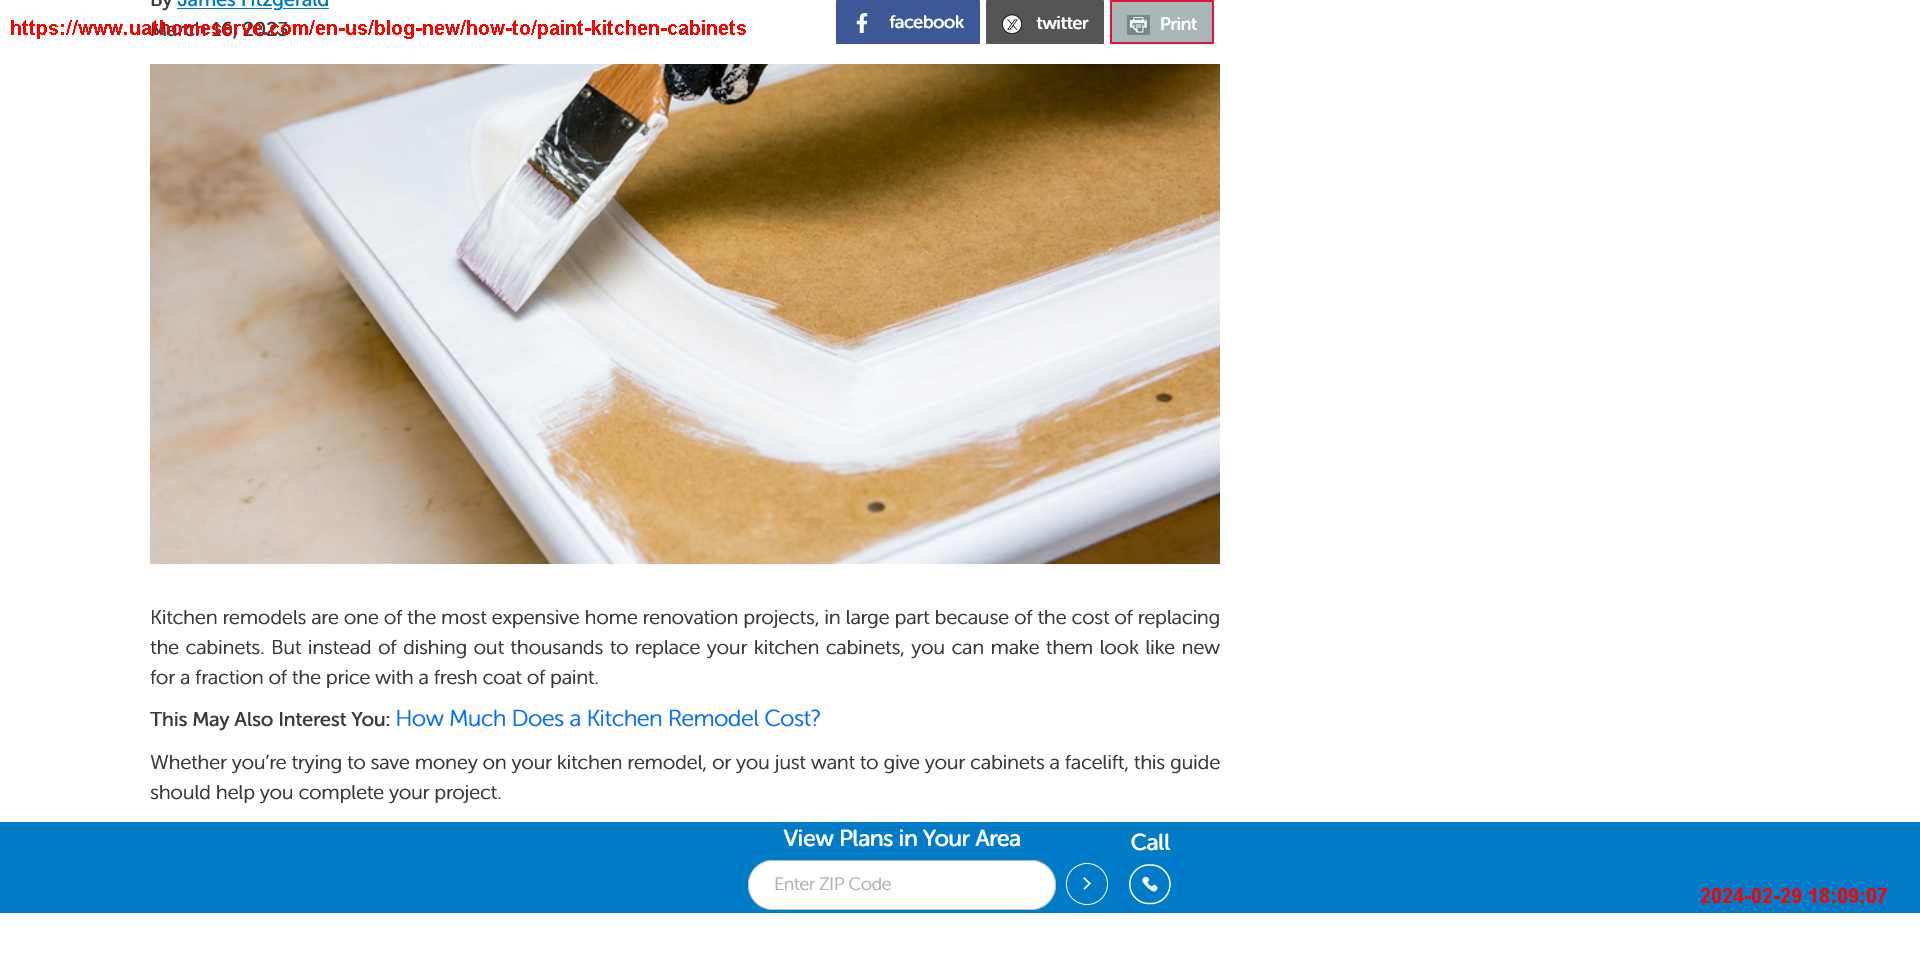 By James Fitzgerald
March 16, 2023
https://www.uathomeserve.com/en-us/blog-new/how-to/paint-kitchen-cabinets
facebook
twitter
Print
Kitchen remodels are one of the most expensive home renovation projects, in large part because of the cost of replacing
the cabinets. But instead of dishing out thousands to replace your kitchen cabinets, you can make them look like new
for a fraction of the price with a fresh coat of paint.
This May Also Interest You: How Much Does a Kitchen Remodel Cost?
Whether you’re trying to save money on your kitchen remodel, or you just want to give your cabinets a facelift, this guide
should help you complete your project.
View Plans in Your Area
Call
Enter ZIP Code
2024-02-29 18:09:07